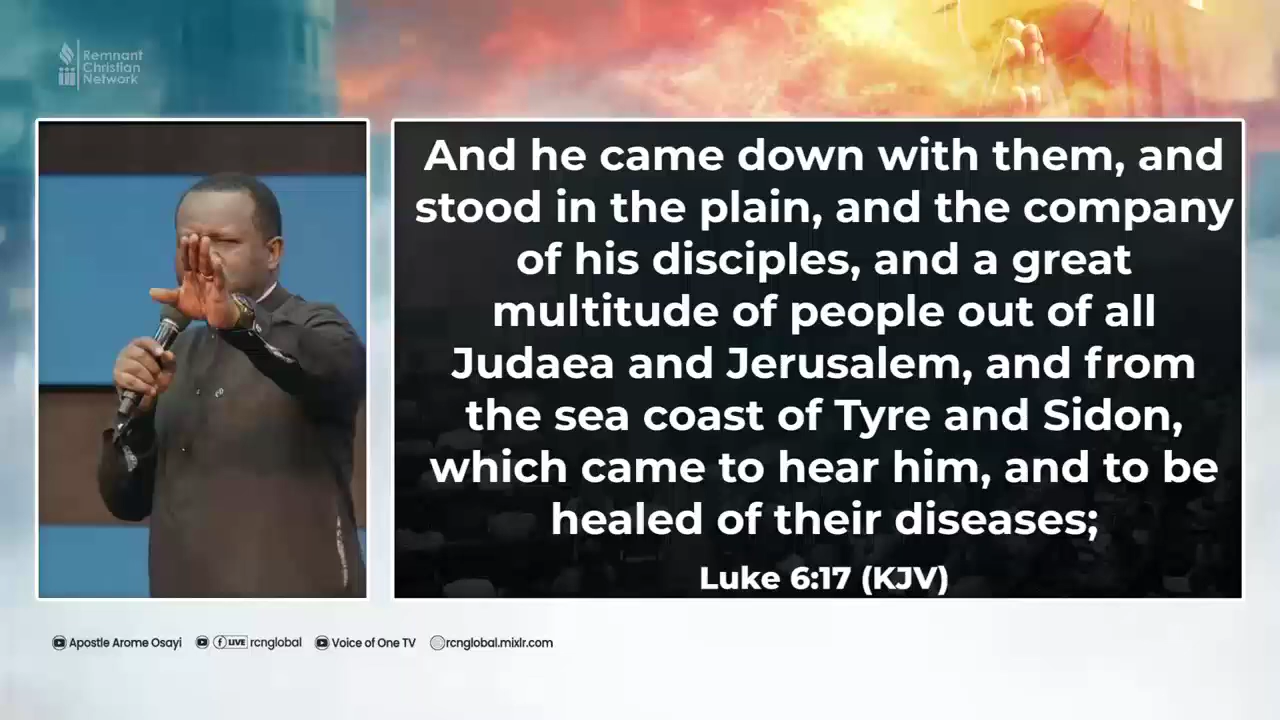 Remnant
Christian
Network
And he came down with them, and
stood in the plain, and the company
of his disciples, and a great
multitude of people out of all
Judaea and Jerusalem, and from
the sea coast of Tyre and Sidon,
which came to hear him, and to be
healed of their diseases;
Luke 6:17 (KJV)
Apostle Arome Osayi LIVE rcnglobal Voice of One TV rcnglobal.mixlr.com